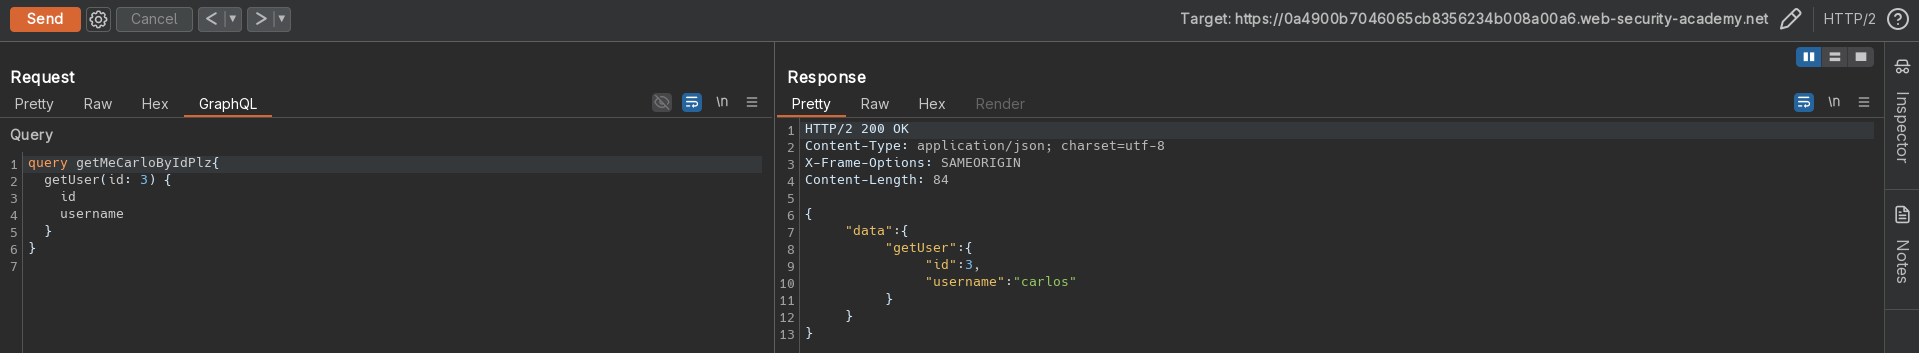 Send Cancel < ▼ > ▼ Target: https://0a4900b7046065cb8356234b008a00a6.web-security-academy.net HTTP/2 ?
Request
Pretty Raw Hex GraphQL \n
Query
1 query getMeCarloByIdPlz{
2 getUser(id: 3) {
3 id
4 username
5 }
6 }
7
Response
Pretty Raw Hex Render \n
1 HTTP/2 200 OK
2 Content-Type: application/json; charset=utf-8
3 X-Frame-Options: SAMEORIGIN
4 Content-Length: 84
5
6 {
7 "data":{
8 "getUser":{
9 "id":3,
10 "username":"carlos"
11 }
12 }
13 }
Inspector
Notes